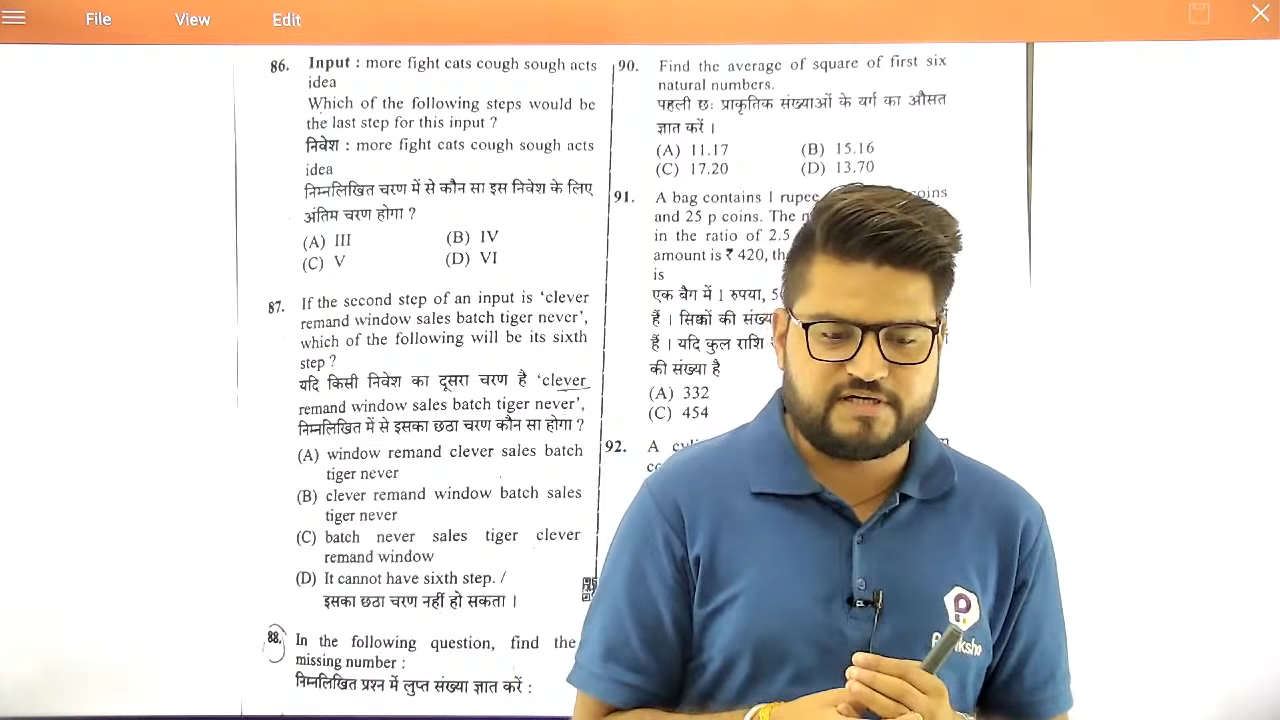 File View Edit
86. Input : more fight cats cough sough acts
idea
Which of the following steps would be
the last step for this input ?
निवेश : more fight cats cough sough acts
idea
निम्नलिखित चरण में से कौन सा इस निवेश के लिए
अंतिम चरण होगा ?
(A) III (B) IV
(C) V (D) VI
87. If the second step of an input is ‘clever
remand window sales batch tiger never’,
which of the following will be its sixth
step ?
यदि किसी निवेश का दूसरा चरण है ‘clever
remand window sales batch tiger never’,
निम्नलिखित में से इसका छठा चरण कौन सा होगा ?
(A) window remand clever sales batch
tiger never
(B) clever remand window batch sales
tiger never
(C) batch never sales tiger clever
remand window
(D) It cannot have sixth step. /
इसका छठा चरण नहीं हो सकता ।
88. In the following question, find the
missing number :
निम्नलिखित प्रश्न में लुप्त संख्या ज्ञात करें :
90. Find the average of square of first six
natural numbers.
पहली छः प्राकृतिक संख्याओं के वर्ग का औसत
ज्ञात करें ।
(A) 11.17 (B) 15.16
(C) 17.20 (D) 13.70
91. A bag contains 1 rupee coins
and 25 p coins. The
in the ratio of 2.5
amount is ₹ 420,
is
एक बैग में 1 रुपया,
हैं । सिक्कों की
हैं । यदि कुल राशि
की संख्या है
(A) 332
(C) 454
92. A